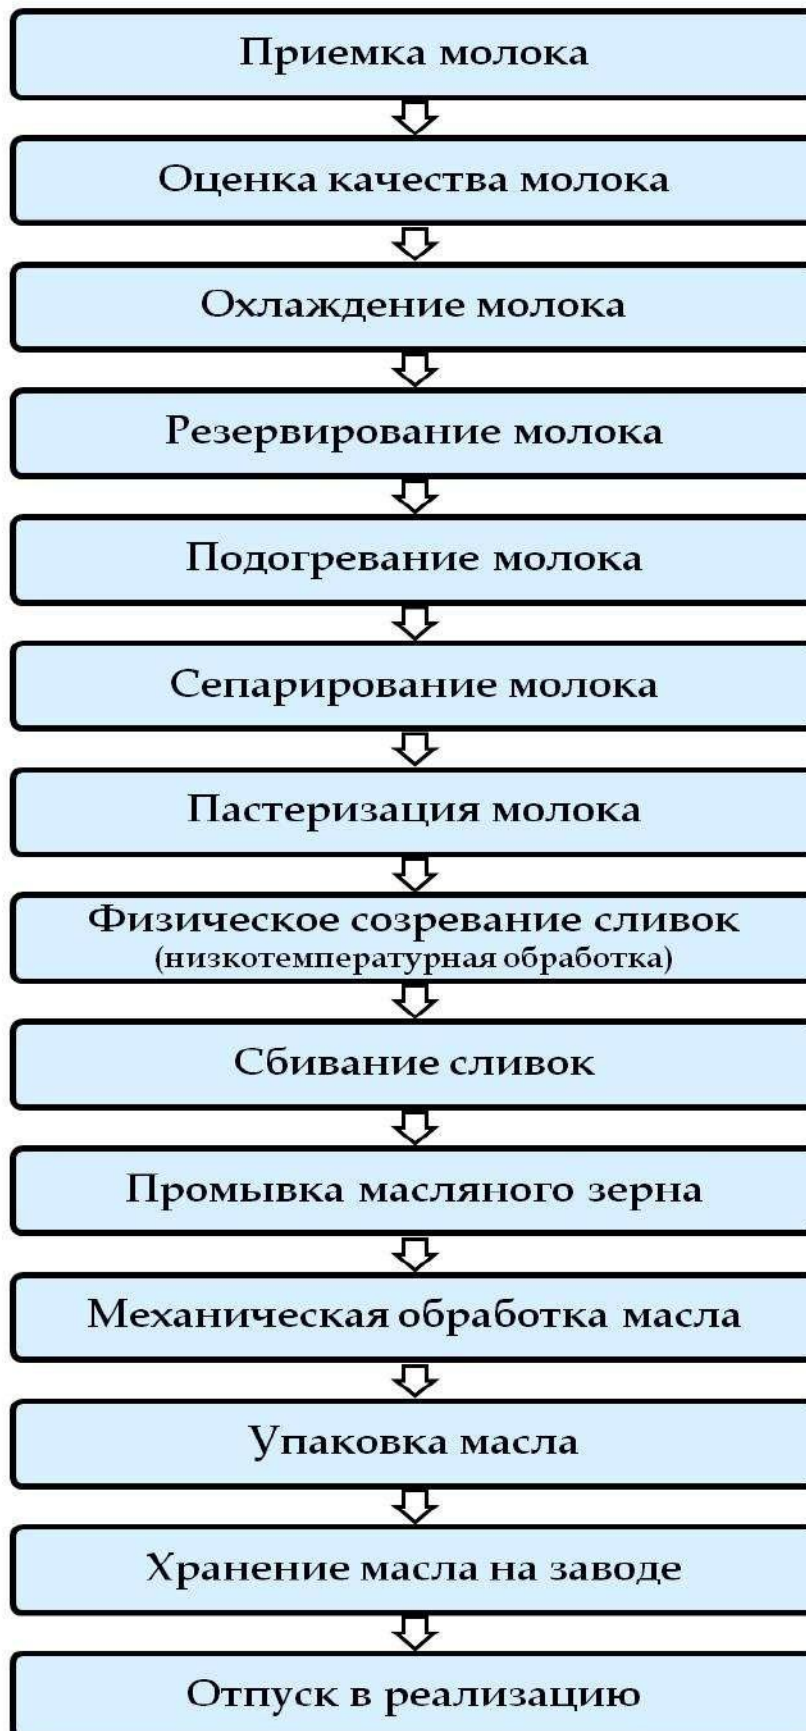 Приемка молока
Оценка качества молока
Охлаждение молока
Резервирование молока
Подогревание молока
Сепарирование молока
Пастеризация молока
Физическое созревание сливок
(низкотемпературная обработка)
Сбивание сливок
Промывка масляного зерна
Механическая обработка масла
Упаковка масла
Хранение масла на заводе
Отпуск в реализацию